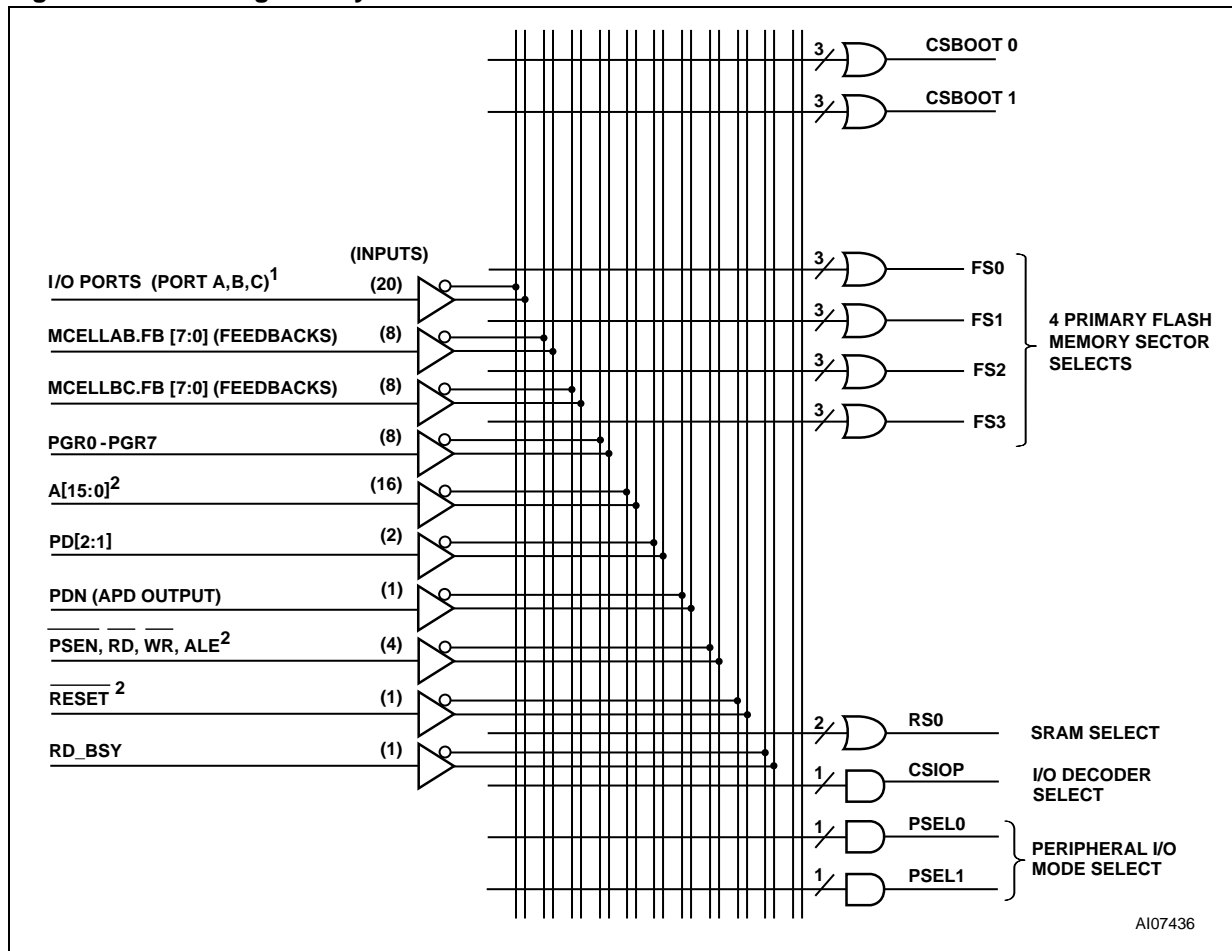 3 CSBOOT 0
3 CSBOOT 1
(INPUTS)
I/O PORTS (PORT A,B,C)1 (20)
MCELLAB.FB [7:0] (FEEDBACKS) (8)
MCELLBC.FB [7:0] (FEEDBACKS) (8)
PGR0 -PGR7 (8)
A[15:0]2 (16)
PD[2:1] (2)
PDN (APD OUTPUT) (1)
PSEN, RD, WR, ALE2 (4)
RESET 2 (1)
RD_BSY (1)
3 FS0
3 FS1
3 FS2
3 FS3
4 PRIMARY FLASH
MEMORY SECTOR
SELECTS
2 RS0 SRAM SELECT
1 CSIOP I/O DECODER
SELECT
1 PSEL0
1 PSEL1
PERIPHERAL I/O
MODE SELECT
AI07436